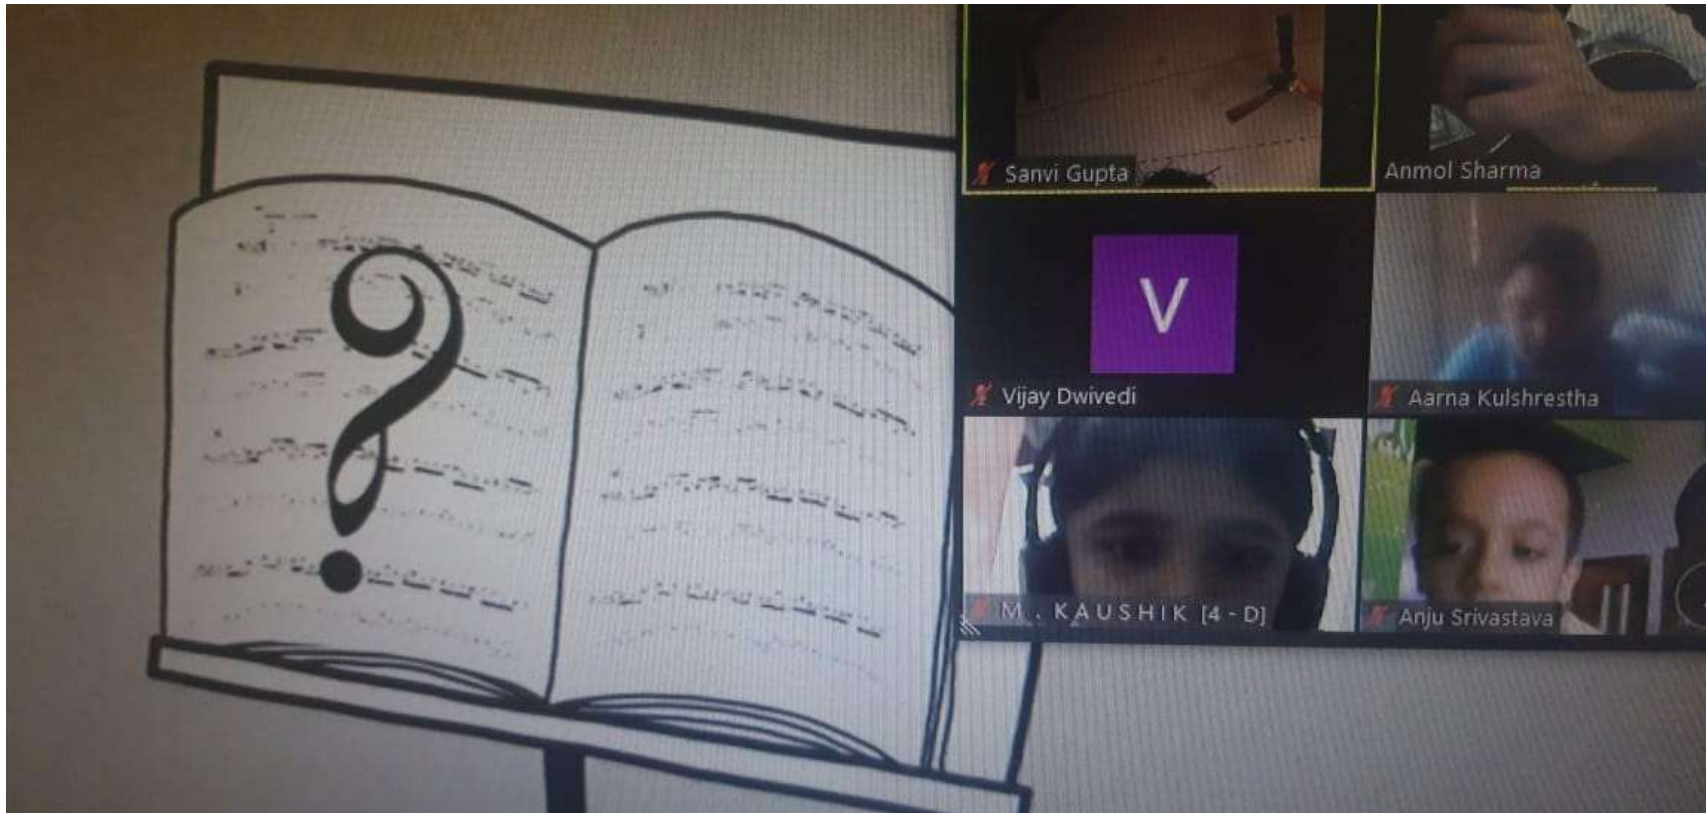 Sanvi Gupta
Anmol Sharma
V
Vijay Dwivedi
Aarna Kulshrestha
M . KAUSHIK [4 - D]
Anju Srivastava